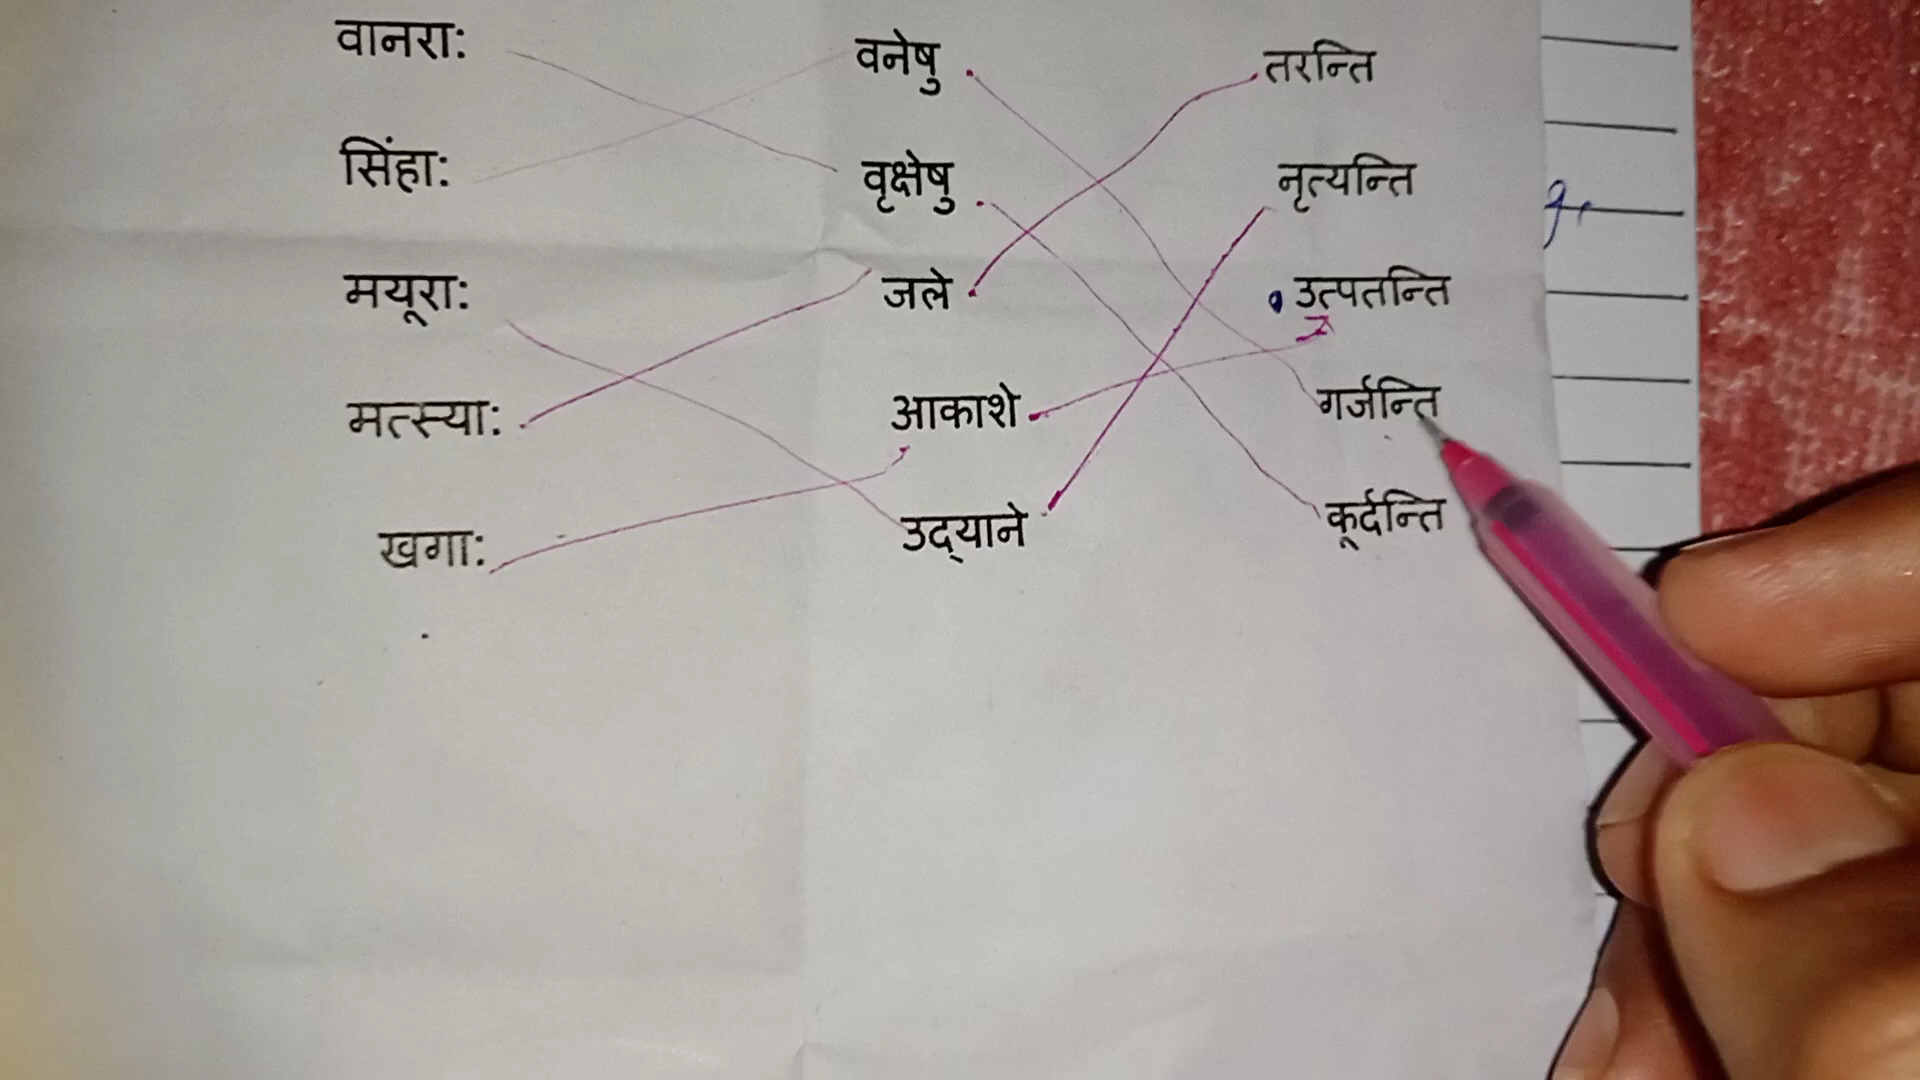 वानराः वनेषु तरन्ति
सिंहाः वृक्षेषु नृत्यन्ति
मयूराः जले उत्पतन्ति
मत्स्याः आकाशे गर्जन्ति
खगाः उद्‌याने कूर्दन्ति